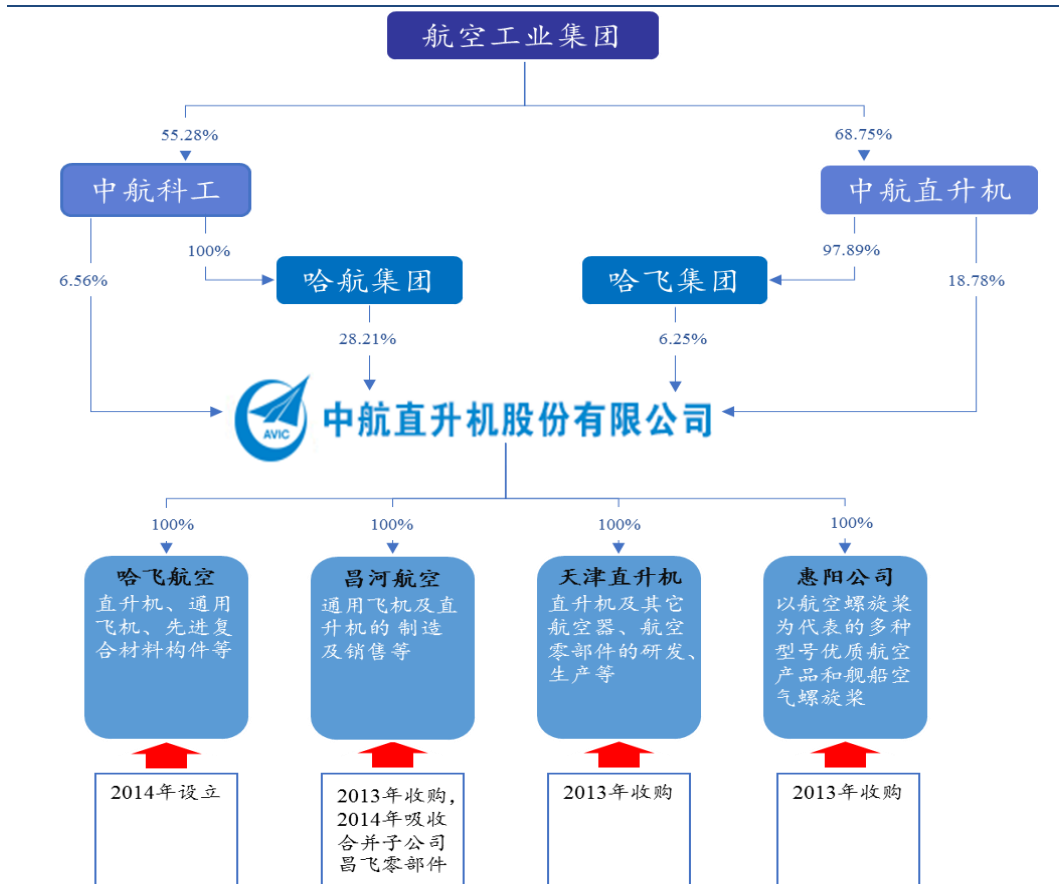 航空工业集团
55.28%
68.75%
中航科工
中航直升机
6.56%
100%
97.89%
18.78%
哈航集团
哈飞集团
28.21%
6.25%
AVIC
中航直升机股份有限公司
100%
100%
100%
100%
哈飞航空
直升机、通用
飞机、先进复
合材料构件等
昌河航空
通用飞机及直
升机的 制造
及销售等
天津直升机
直升机及其它
航空器、航空
零部件的研发、
生产等
惠阳公司
以航空螺旋桨
为代表的多种
型号优质航空
产品和舰船空
气螺旋桨
2014年设立
2013年收购,
2014年吸收
合并子公司
昌飞零部件
2013年收购
2013年收购